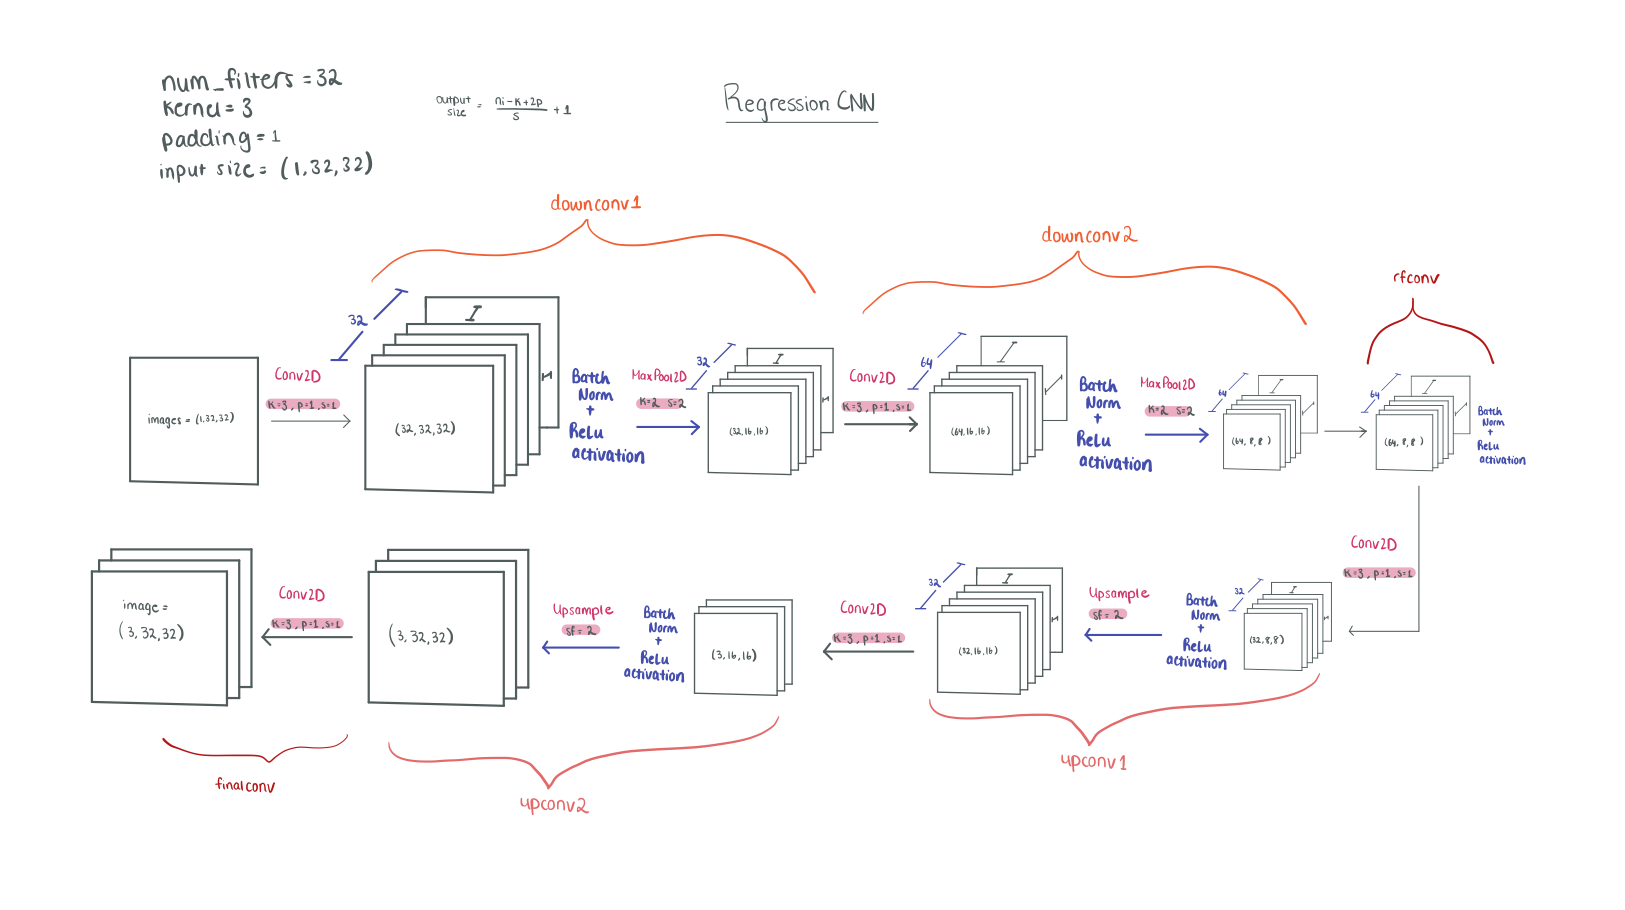 num_filters = 32
kernel = 3
padding = 1
input size = (1,32,32)
output size = ni - k + 2p / s + 1
Regression CNN
downconv1
downconv2
rfconv
images = (1,32,32)
Conv2D
K=3, p=1, s=1
32
(32,32,32)
Batch
Norm
+
Relu
activation
MaxPool2D
K=2 s=2
32
(32,16,16)
Conv2D
K=3, p=1, s=1
64
(64,16,16)
Batch
Norm
+
Relu
activation
MaxPool2D
K=2 s=2
64
(64, 8, 8)
64
(64, 8, 8)
Batch
Norm
+
Relu
activation
Conv2D
K=3, p=1, s=1
32
(32,8,8)
Batch
Norm
+
Relu
activation
Upsample
sf = 2
32
(32,16,16)
Conv2D
K=3, p=1, s=1
(3,16,16)
Batch
Norm
+
Relu
activation
Upsample
sf = 2
(3,32,32)
Conv2D
K=3, p=1, s=1
image =
(3,32,32)
upconv1
upconv2
finalconv